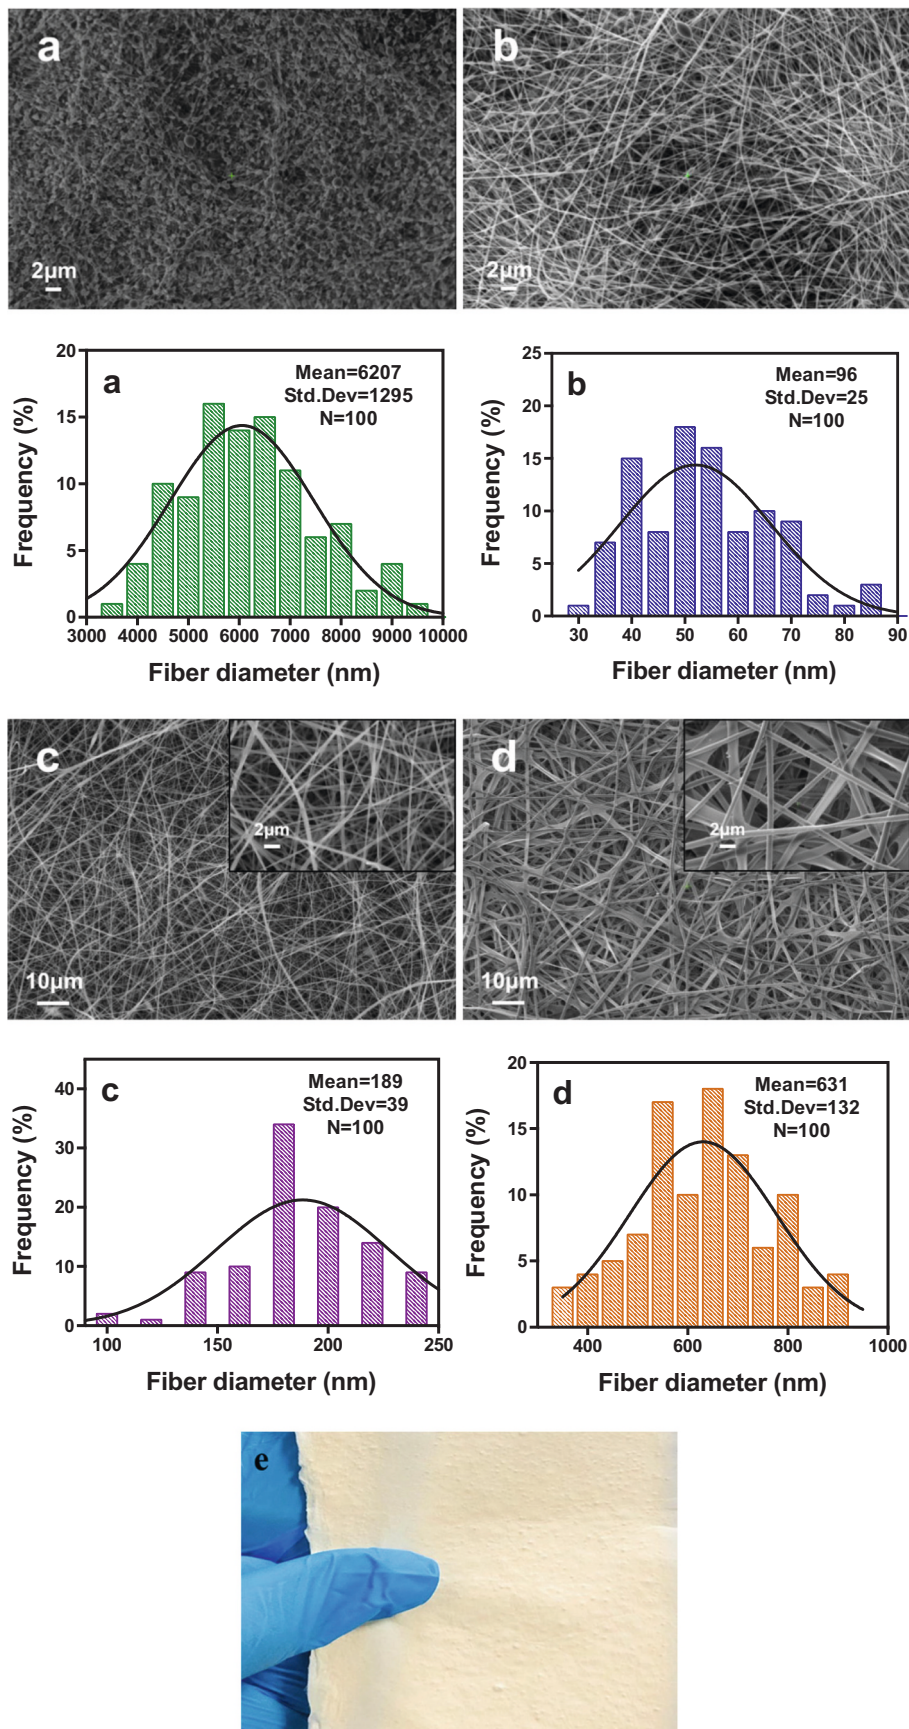 a
b
2μm
2μm
a
Mean=6207
Std.Dev=1295
N=100
Frequency (%)
20
15
10
5
0
3000 4000 5000 6000 7000 8000 9000 10000
Fiber diameter (nm)
b
Mean=96
Std.Dev=25
N=100
Frequency (%)
25
20
15
10
5
0
30 40 50 60 70 80 90
Fiber diameter (nm)
c
2μm
10μm
d
2μm
10μm
c
Mean=189
Std.Dev=39
N=100
Frequency (%)
40
30
20
10
0
100 150 200 250
Fiber diameter (nm)
d
Mean=631
Std.Dev=132
N=100
Frequency (%)
20
15
10
5
0
400 600 800 1000
Fiber diameter (nm)
e